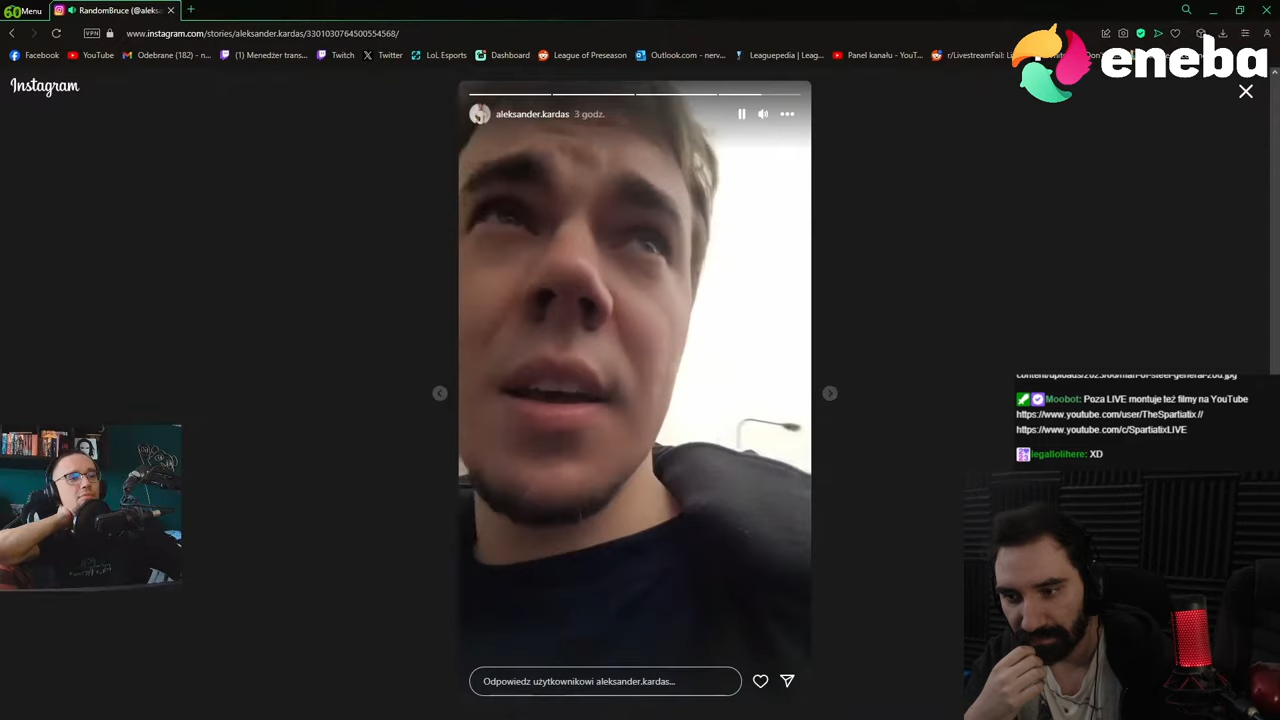 Menu
RandomBruce (@aleks
www.instagram.com/stories/aleksander.kardas/3301030764500554568/
VPN
Facebook
YouTube
Odebrane (182) - n...
(1) Menedżer trans...
Twitch
Twitter
LoL Esports
Dashboard
League of Preseason
Outlook.com - nerv...
Leaguepedia | Leag...
Panel kanału - YouT...
r/LivestreamFail:
eneba
Instagram
aleksander.kardas 3 godz.
Moobot: Poza LIVE montuje też filmy na YouTube
https://www.youtube.com/user/TheSpartiatix //
https://www.youtube.com/c/SpartiatixLIVE
legallolihere: XD
Odpowiedz użytkownikowi aleksander.kardas...